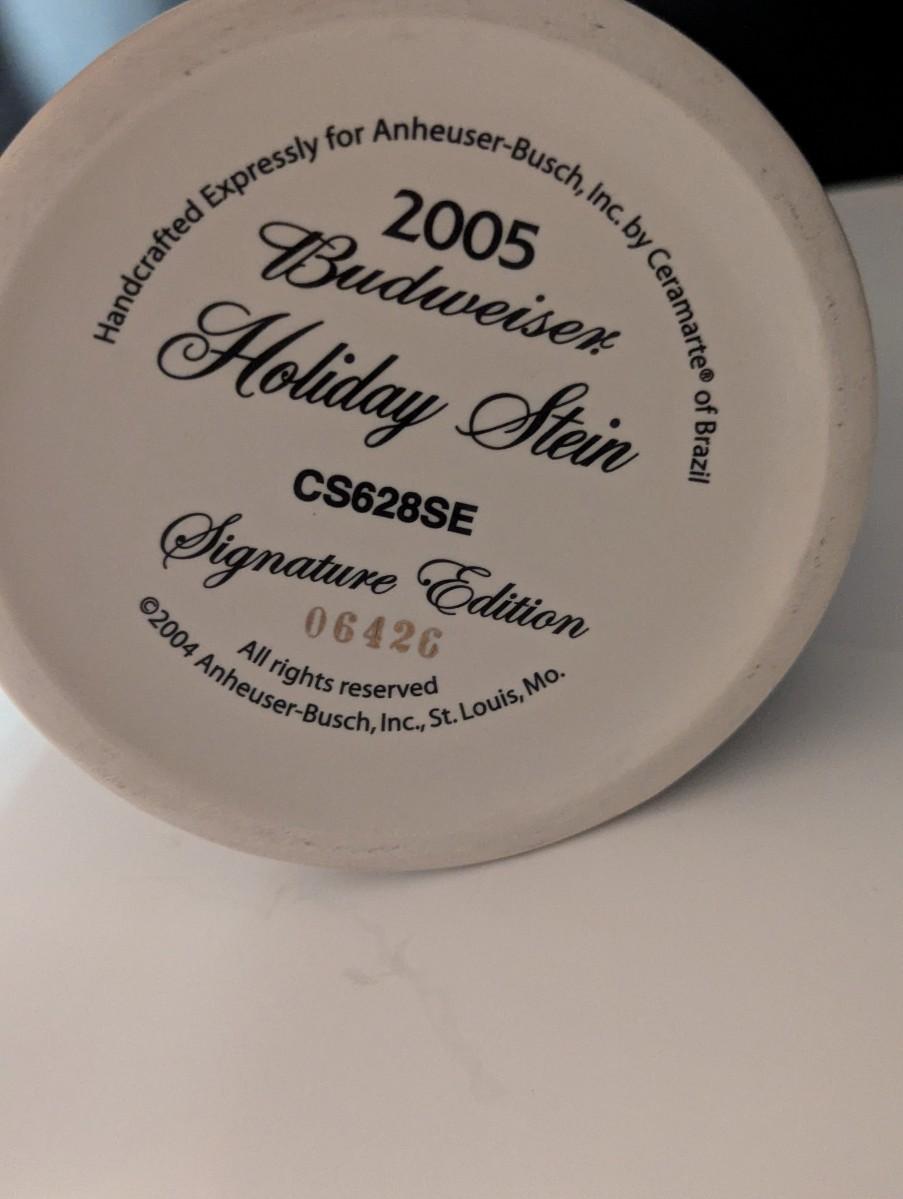 Handcrafted Expressly for Anheuser-Busch, Inc. by Ceramarte® of Brazil
2005
Budweiser®
Holiday Stein
CS628SE
Signature Edition
06426
All rights reserved
©2004 Anheuser-Busch, Inc., St. Louis, Mo.